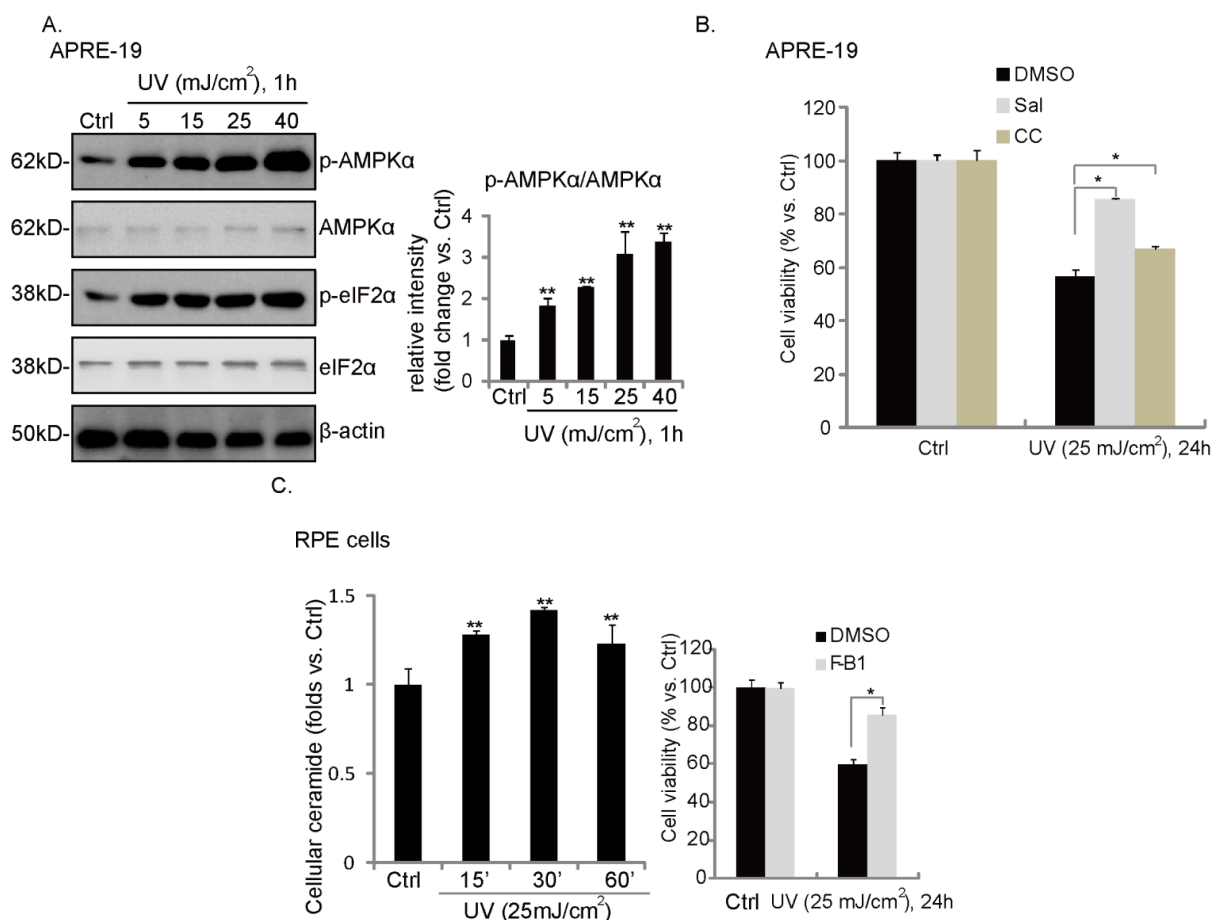 A.
APRE-19
UV (mJ/cm²), 1h
Ctrl 5 15 25 40
62kD- p-AMPKα
62kD- AMPKα
38kD- p-eIF2α
38kD- eIF2α
50kD- β-actin
p-AMPKα/AMPKα
relative intensity
(fold change vs. Ctrl)
4
3
2
1
0
** ** ** **
Ctrl 5 15 25 40
UV (mJ/cm²), 1h
B.
APRE-19
DMSO
Sal
CC
Cell viability (% vs. Ctrl)
120
100
80
60
40
20
0
*
*
Ctrl UV (25 mJ/cm²), 24h
C.
RPE cells
Cellular ceramide (folds vs. Ctrl)
1.5
1
0.5
0
** ** **
Ctrl 15’ 30’ 60’
UV (25mJ/cm²)
DMSO
F-B1
Cell viability (% vs. Ctrl)
120
100
80
60
40
20
0
*
Ctrl UV (25 mJ/cm²), 24h